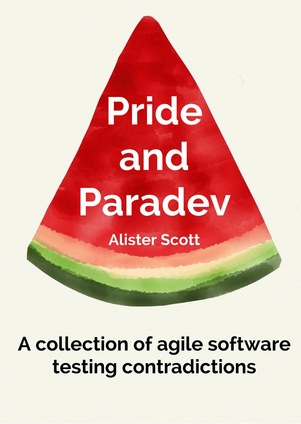 Pride
and
Paradev
Alister Scott
A collection of agile software
testing contradictions